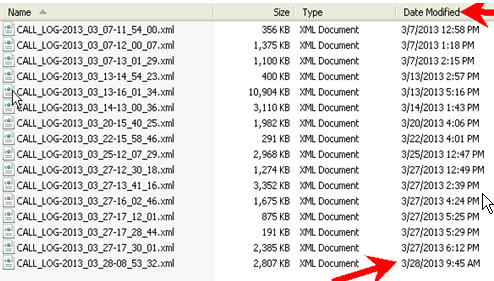 Name Size Type Date Modified
CALL_LOG-2013_03_07-11_54_00.xml 356 KB XML Document 3/7/2013 12:58 PM
CALL_LOG-2013_03_07-12_00_07.xml 1,375 KB XML Document 3/7/2013 1:18 PM
CALL_LOG-2013_03_07-13_01_29.xml 1,100 KB XML Document 3/7/2013 2:15 PM
CALL_LOG-2013_03_13-14_54_23.xml 400 KB XML Document 3/13/2013 2:57 PM
CALL_LOG-2013_03_13-16_01_34.xml 10,904 KB XML Document 3/13/2013 5:16 PM
CALL_LOG-2013_03_14-13_00_36.xml 3,110 KB XML Document 3/14/2013 1:43 PM
CALL_LOG-2013_03_20-15_40_25.xml 1,982 KB XML Document 3/20/2013 4:06 PM
CALL_LOG-2013_03_22-15_58_46.xml 291 KB XML Document 3/22/2013 4:01 PM
CALL_LOG-2013_03_25-12_07_29.xml 2,968 KB XML Document 3/25/2013 12:47 PM
CALL_LOG-2013_03_27-12_30_18.xml 1,274 KB XML Document 3/27/2013 12:49 PM
CALL_LOG-2013_03_27-13_41_16.xml 3,352 KB XML Document 3/27/2013 2:39 PM
CALL_LOG-2013_03_27-16_02_46.xml 1,675 KB XML Document 3/27/2013 4:24 PM
CALL_LOG-2013_03_27-17_12_01.xml 875 KB XML Document 3/27/2013 5:25 PM
CALL_LOG-2013_03_27-17_28_44.xml 191 KB XML Document 3/27/2013 5:29 PM
CALL_LOG-2013_03_27-17_30_01.xml 2,385 KB XML Document 3/27/2013 6:12 PM
CALL_LOG-2013_03_28-08_53_32.xml 2,807 KB XML Document 3/28/2013 9:45 AM